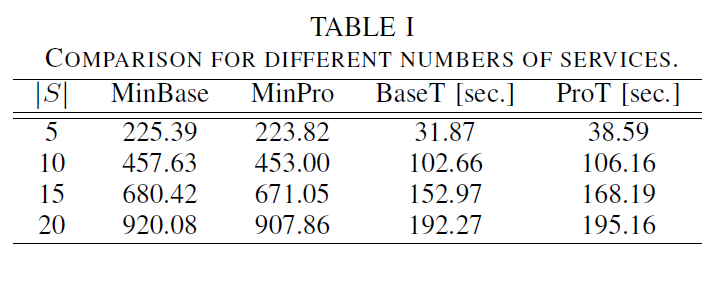 TABLE I
COMPARISON FOR DIFFERENT NUMBERS OF SERVICES.
|S| MinBase MinPro BaseT [sec.] ProT [sec.]
5 225.39 223.82 31.87 38.59
10 457.63 453.00 102.66 106.16
15 680.42 671.05 152.97 168.19
20 920.08 907.86 192.27 195.16